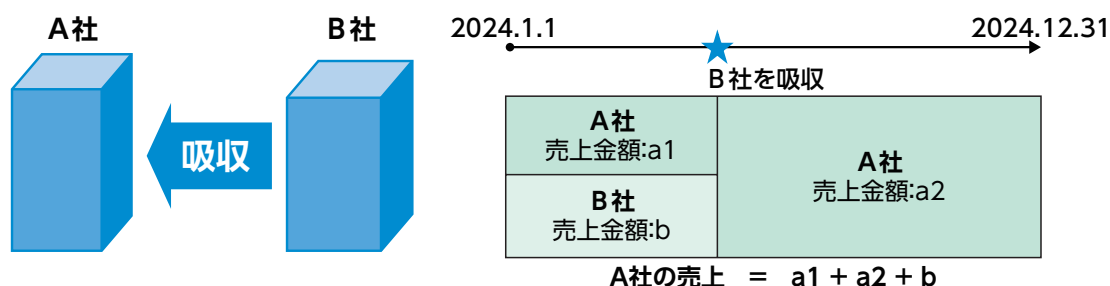 A社
B社
吸収
2024.1.1
2024.12.31
B社を吸収
A社
売上金額:a1
B社
売上金額:b
A社
売上金額:a2
A社の売上 = a1 + a2 + b